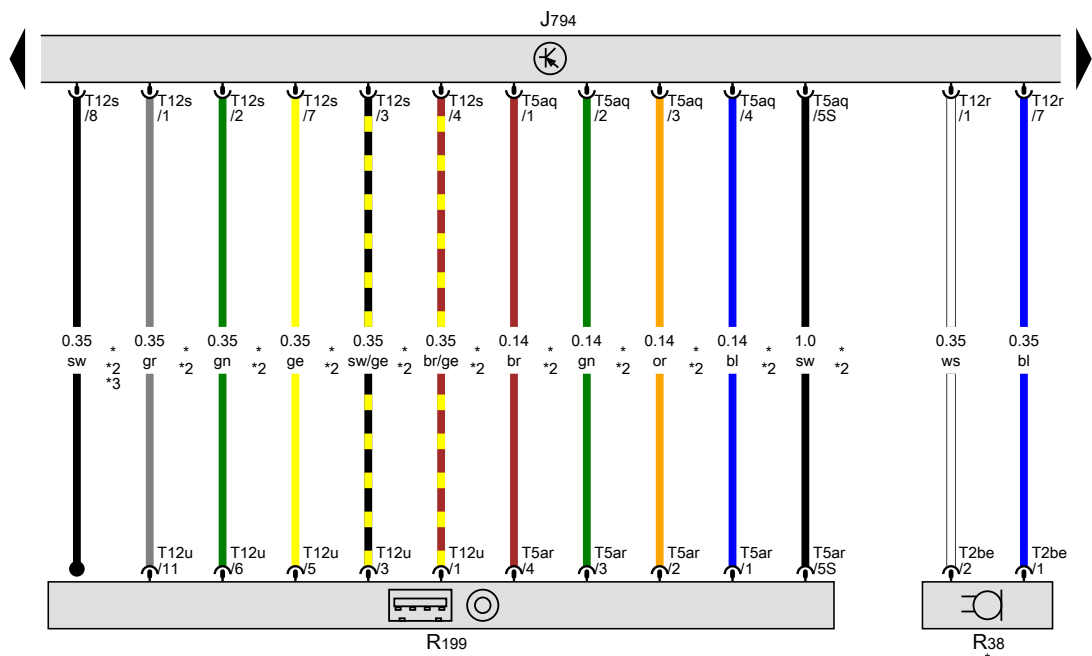 J794
T12s T12s T12s T12s T12s T12s T5aq T5aq T5aq T5aq T5aq T12r T12r
/8 /1 /2 /7 /3 /4 /1 /2 /3 /4 /5S /1 /7
0.35 0.35 0.35 0.35 0.35 0.35 0.14 0.14 0.14 0.14 1.0 0.35 0.35
* * * * * * * * * * *
sw gr gn ge sw/ge br/ge br gn or bl sw ws bl
*2 *2 *2 *2 *2 *2 *2 *2 *2 *2 *2
*3
T12u T12u T12u T12u T12u T5ar T5ar T5ar T5ar T5ar T2be T2be
/11 /6 /5 /3 /1 /4 /3 /2 /1 /5S /2 /1
R199 R38
*